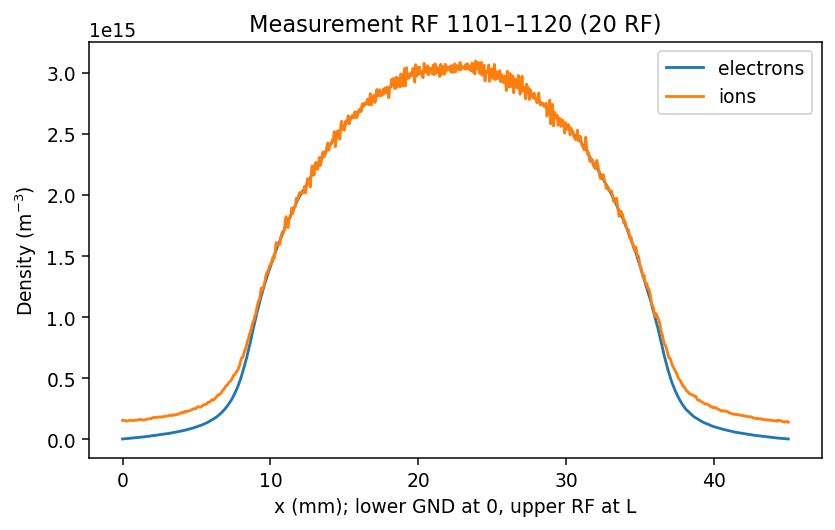 Measurement RF 1101–1120 (20 RF)
1e15
electrons
ions
3.0
2.5
2.0
1.5
1.0
0.5
0.0
Density (m⁻³)
0 10 20 30 40
x (mm); lower GND at 0, upper RF at L